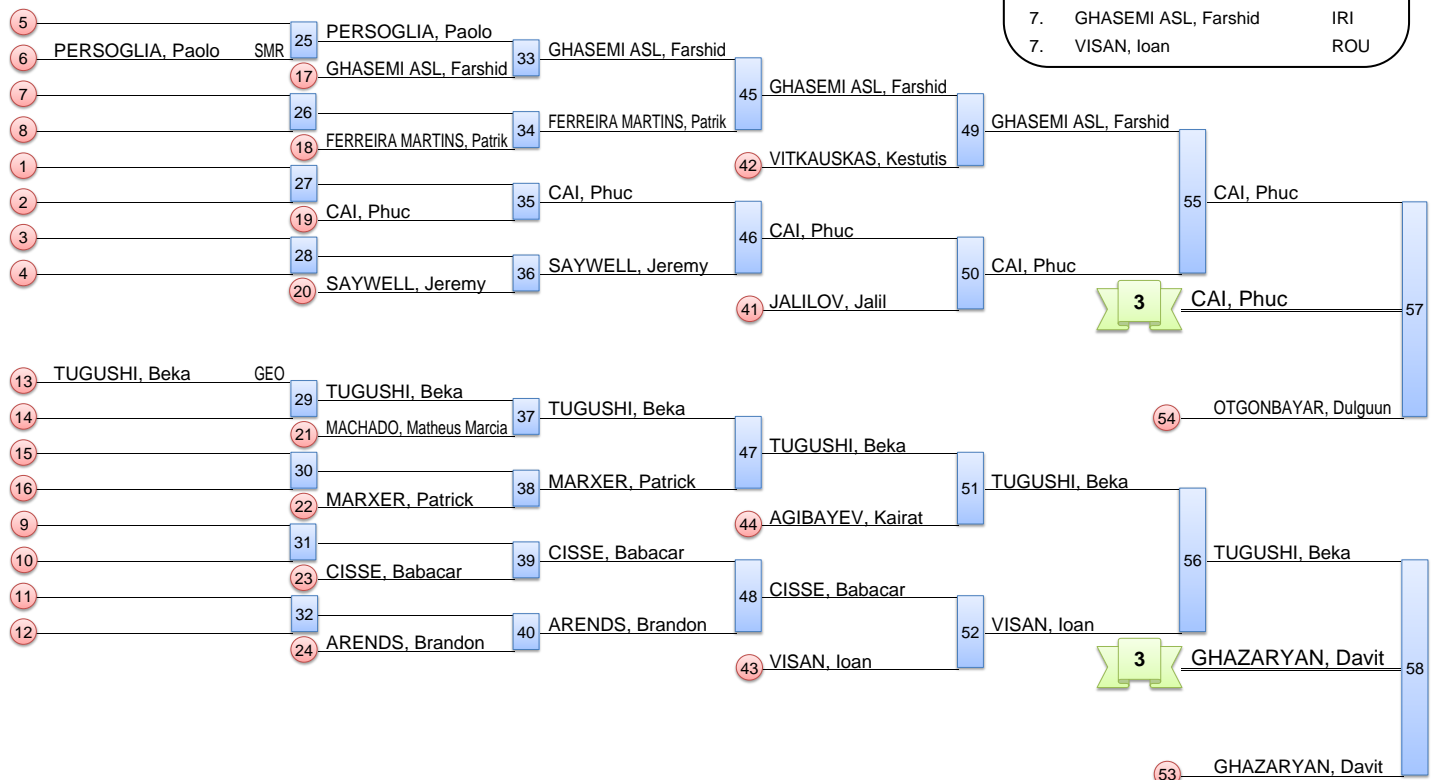 7. GHASEMI ASL, Farshid IRI
7. VISAN, Ioan ROU
5
PERSOGLIA, Paolo
25
6 PERSOGLIA, Paolo SMR
GHASEMI ASL, Farshid
33
17 GHASEMI ASL, Farshid
7
GHASEMI ASL, Farshid
45
26
8
FERREIRA MARTINS, Patrik
34
18 FERREIRA MARTINS, Patrik
GHASEMI ASL, Farshid
49
1
42 VITKAUSKAS, Kestutis
27
2
CAI, Phuc
35
CAI, Phuc
55
19 CAI, Phuc
3
CAI, Phuc
46
28
4
SAYWELL, Jeremy
36
CAI, Phuc
50
20 SAYWELL, Jeremy
3 CAI, Phuc
57
41 JALILOV, Jalil
13 TUGUSHI, Beka GEO
TUGUSHI, Beka
29
14
TUGUSHI, Beka
37
54 OTGONBAYAR, Dulguun
21 MACHADO, Matheus Marcia
15
TUGUSHI, Beka
47
30
16
MARXER, Patrick
38
TUGUSHI, Beka
51
22 MARXER, Patrick
9
44 AGIBAYEV, Kairat
31
10
CISSE, Babacar
39
TUGUSHI, Beka
56
23 CISSE, Babacar
11
CISSE, Babacar
48
32
12
ARENDS, Brandon
40
VISAN, Ioan
52
24 ARENDS, Brandon
3 GHAZARYAN, Davit
58
43 VISAN, Ioan
53 GHAZARYAN, Davit